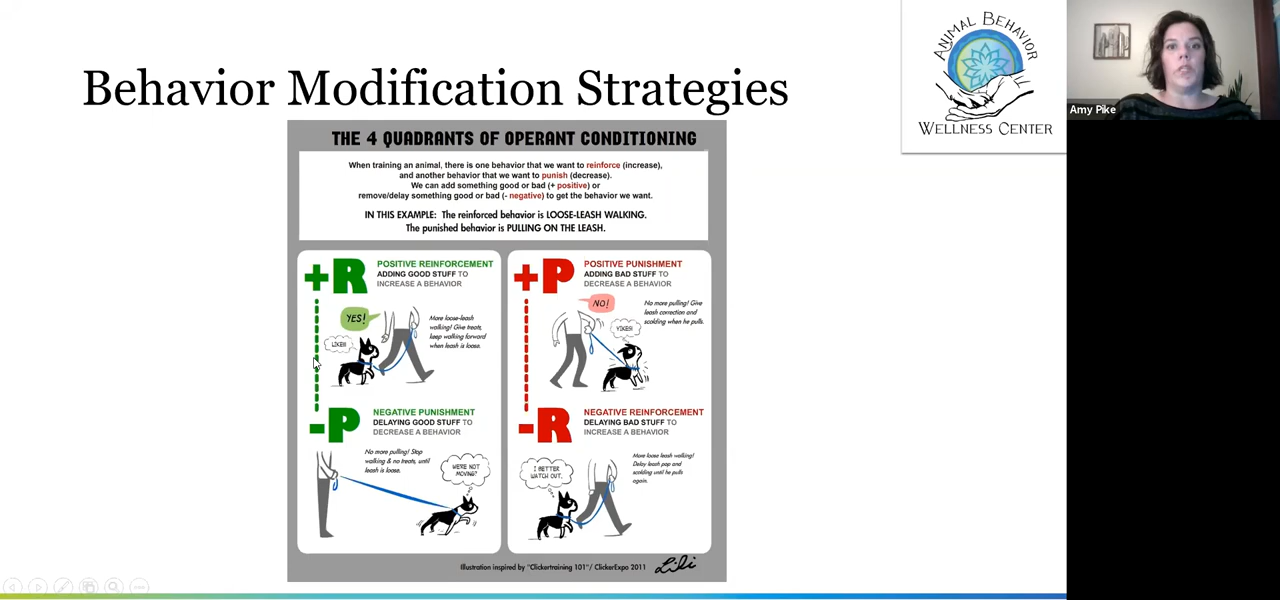 Behavior Modification Strategies
ANIMAL BEHAVIOR
WELLNESS CENTER
Amy Pike
THE 4 QUADRANTS OF OPERANT CONDITIONING
When training an animal, there is one behavior that we want to reinforce (increase),
and another behavior that we want to punish (decrease).
We can add something good or bad (+ positive) or
remove/delay something good or bad (- negative) to get the behavior we want.
IN THIS EXAMPLE: The reinforced behavior is LOOSE-LEASH WALKING.
The punished behavior is PULLING ON THE LEASH.
+R
POSITIVE REINFORCEMENT
ADDING GOOD STUFF TO
INCREASE A BEHAVIOR
YES!
LIKE!!
More loose-leash
walking! Give treats,
keep walking forward
when leash is loose.
+P
POSITIVE PUNISHMENT
ADDING BAD STUFF TO
DECREASE A BEHAVIOR
NO!
YIKES!
No more pulling! Give
leash correction and
scolding when he pulls.
-P
NEGATIVE PUNISHMENT
DELAYING GOOD STUFF TO
DECREASE A BEHAVIOR
No more pulling! Stop
walking & no treats, until
leash is loose.
WE'RE NOT
MOVING?
-R
NEGATIVE REINFORCEMENT
DELAYING BAD STUFF TO
INCREASE A BEHAVIOR
I BETTER
WATCH OUT.
More loose leash walking!
Delay leash pop and
scolding until he pulls
again.
Illustration inspired by "Clickertraining 101"/ ClickerExpo 2011
Lili